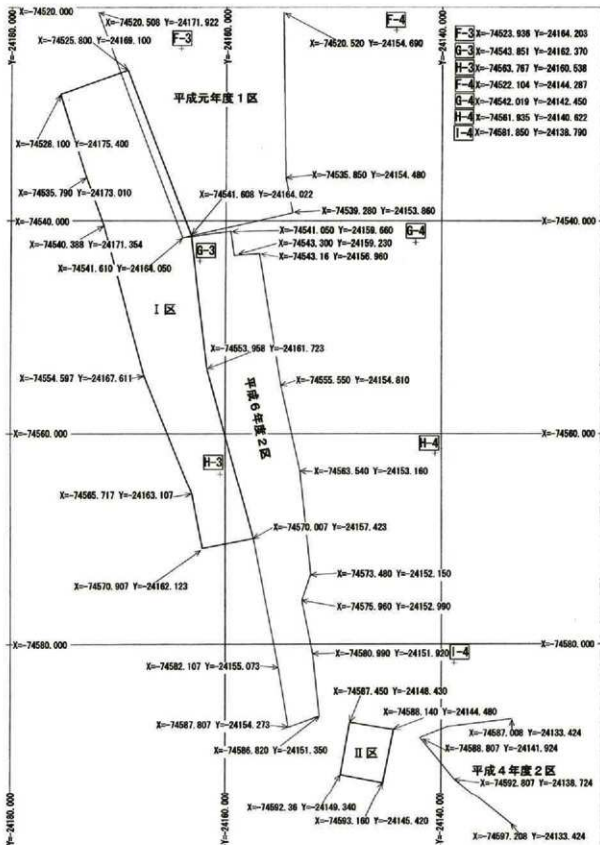 Y=-24180.000
X=-74520.000
X=-74520.508 Y=-24171.922
F-3
Y=-24160.000
F-4
Y=-24140.000
X=-74520.000
F-3 X=-74523.936 Y=-24164.203
G-3 X=-74543.851 Y=-24162.370
H-3 X=-74563.767 Y=-24160.538
F-4 X=-74522.104 Y=-24144.287
G-4 X=-74542.019 Y=-24142.450
H-4 X=-74561.935 Y=-24140.622
I-4 X=-74581.850 Y=-24138.790
X=-74525.800 Y=-24169.100
X=-74520.520 Y=-24154.690
平成元年度1区
X=-74528.100 Y=-24175.400
X=-74535.790 Y=-24173.010
X=-74535.850 Y=-24154.480
X=-74541.608 Y=-24164.022
X=-74539.280 Y=-24153.860
X=-74540.000
X=-74540.000
X=-74540.388 Y=-24171.354
X=-74541.050 Y=-24159.660
G-4
X=-74543.300 Y=-24159.230
G-3
X=-74543.16 Y=-24156.960
X=-74541.610 Y=-24164.050
I区
X=-74553.958 Y=-24161.723
X=-74554.597 Y=-24167.611
X=-74555.550 Y=-24154.810
平成6年度2区
X=-74560.000
X=-74560.000
H-4
H-3
X=-74563.540 Y=-24153.160
X=-74565.717 Y=-24163.107
X=-74570.007 Y=-24157.423
X=-74570.907 Y=-24162.123
X=-74573.480 Y=-24152.150
X=-74575.960 Y=-24152.990
X=-74580.000
X=-74580.990 Y=-24151.920
I-4
X=-74580.000
X=-74582.107 Y=-24155.073
X=-74587.450 Y=-24148.430
X=-74588.140 Y=-24144.480
X=-74587.807 Y=-24154.273
X=-74586.820 Y=-24151.350
II区
X=-74587.008 Y=-24133.424
X=-74588.807 Y=-24141.924
平成4年度2区
X=-74592.807 Y=-24138.724
X=-74592.36 Y=-24149.340
X=-74593.160 Y=-24145.420
X=-74597.208 Y=-24133.424
Y=-24180.000
Y=-24160.000
Y=-24140.000